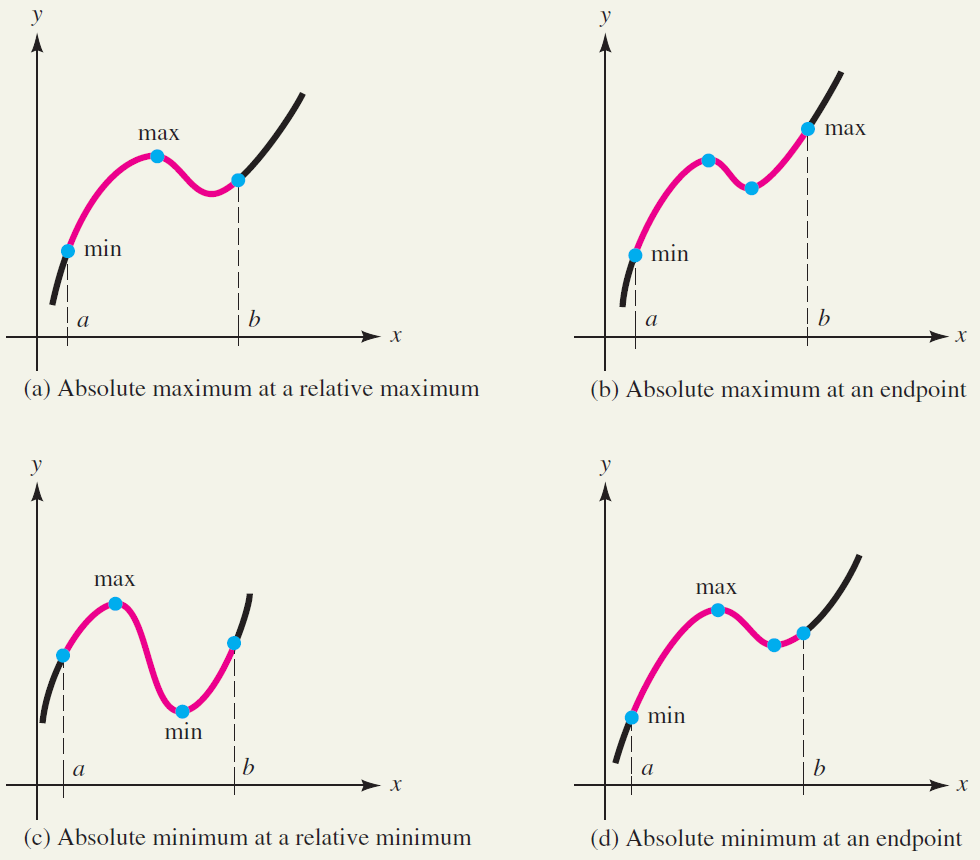 y
max
min
a
b
x
(a) Absolute maximum at a relative maximum
y
max
min
a
b
x
(b) Absolute maximum at an endpoint
y
max
min
a
b
x
(c) Absolute minimum at a relative minimum
y
max
min
a
b
x
(d) Absolute minimum at an endpoint